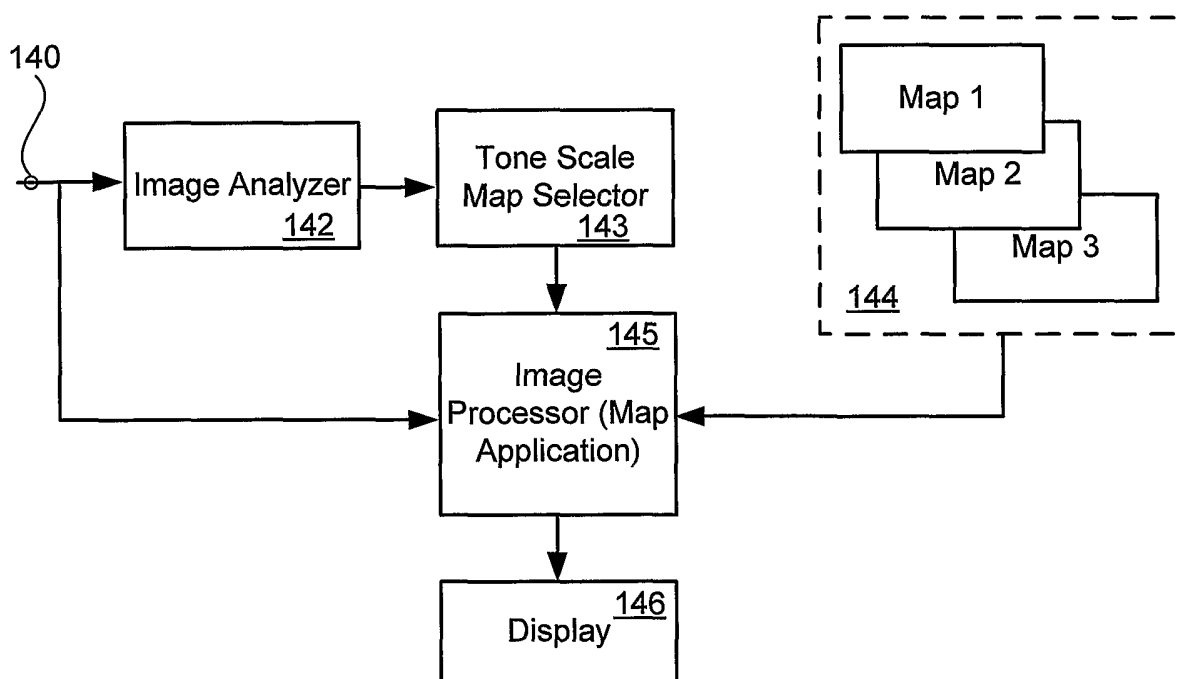 140
Image Analyzer
142
Tone Scale
Map Selector
143
Map 1
Map 2
Map 3
144
145
Image
Processor (Map
Application)
146
Display